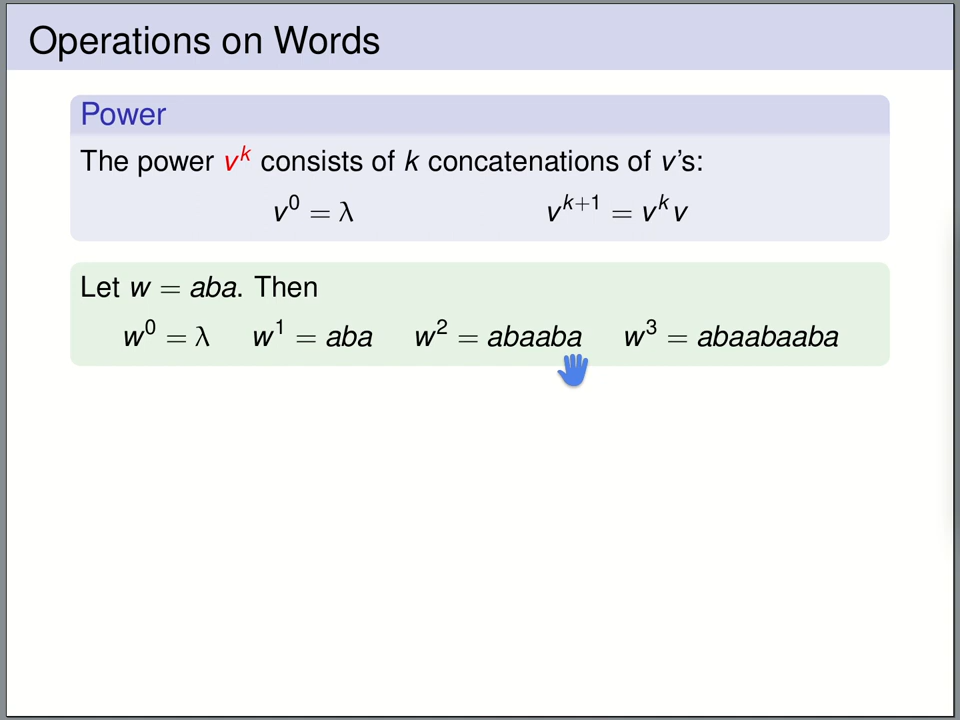 Operations on Words
Power
The power v^k consists of k concatenations of v's:
v^0 = λ v^{k+1} = v^k v
Let w = aba. Then
w^0 = λ w^1 = aba w^2 = abaaba w^3 = abaabaaba